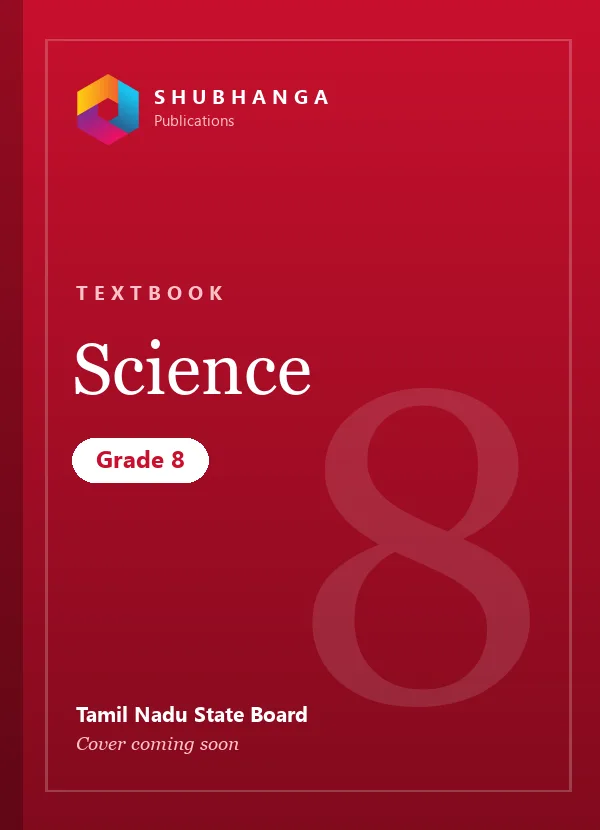 SHUBHANGA
Publications
TEXTBOOK
Science
Grade 8
8
Tamil Nadu State Board
Cover coming soon